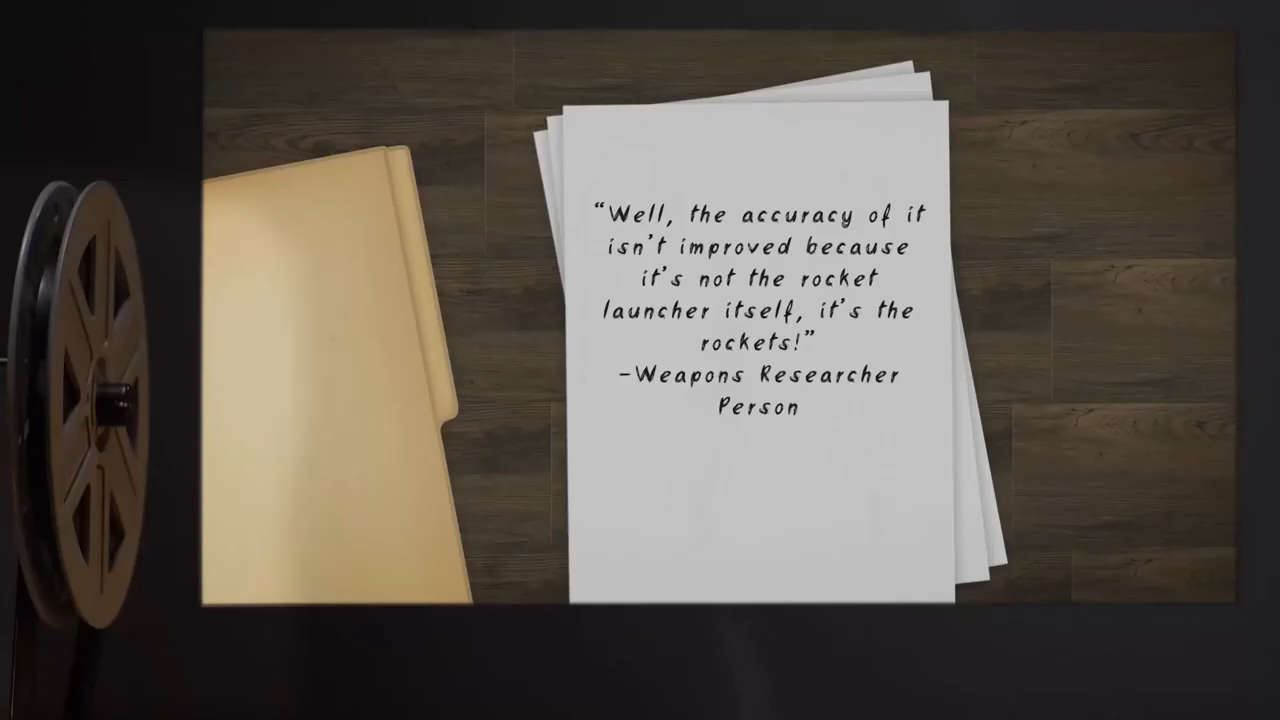 “Well, the accuracy of it
isn’t improved because
it’s not the rocket
launcher itself, it’s the
rockets!”
-Weapons Researcher
Person